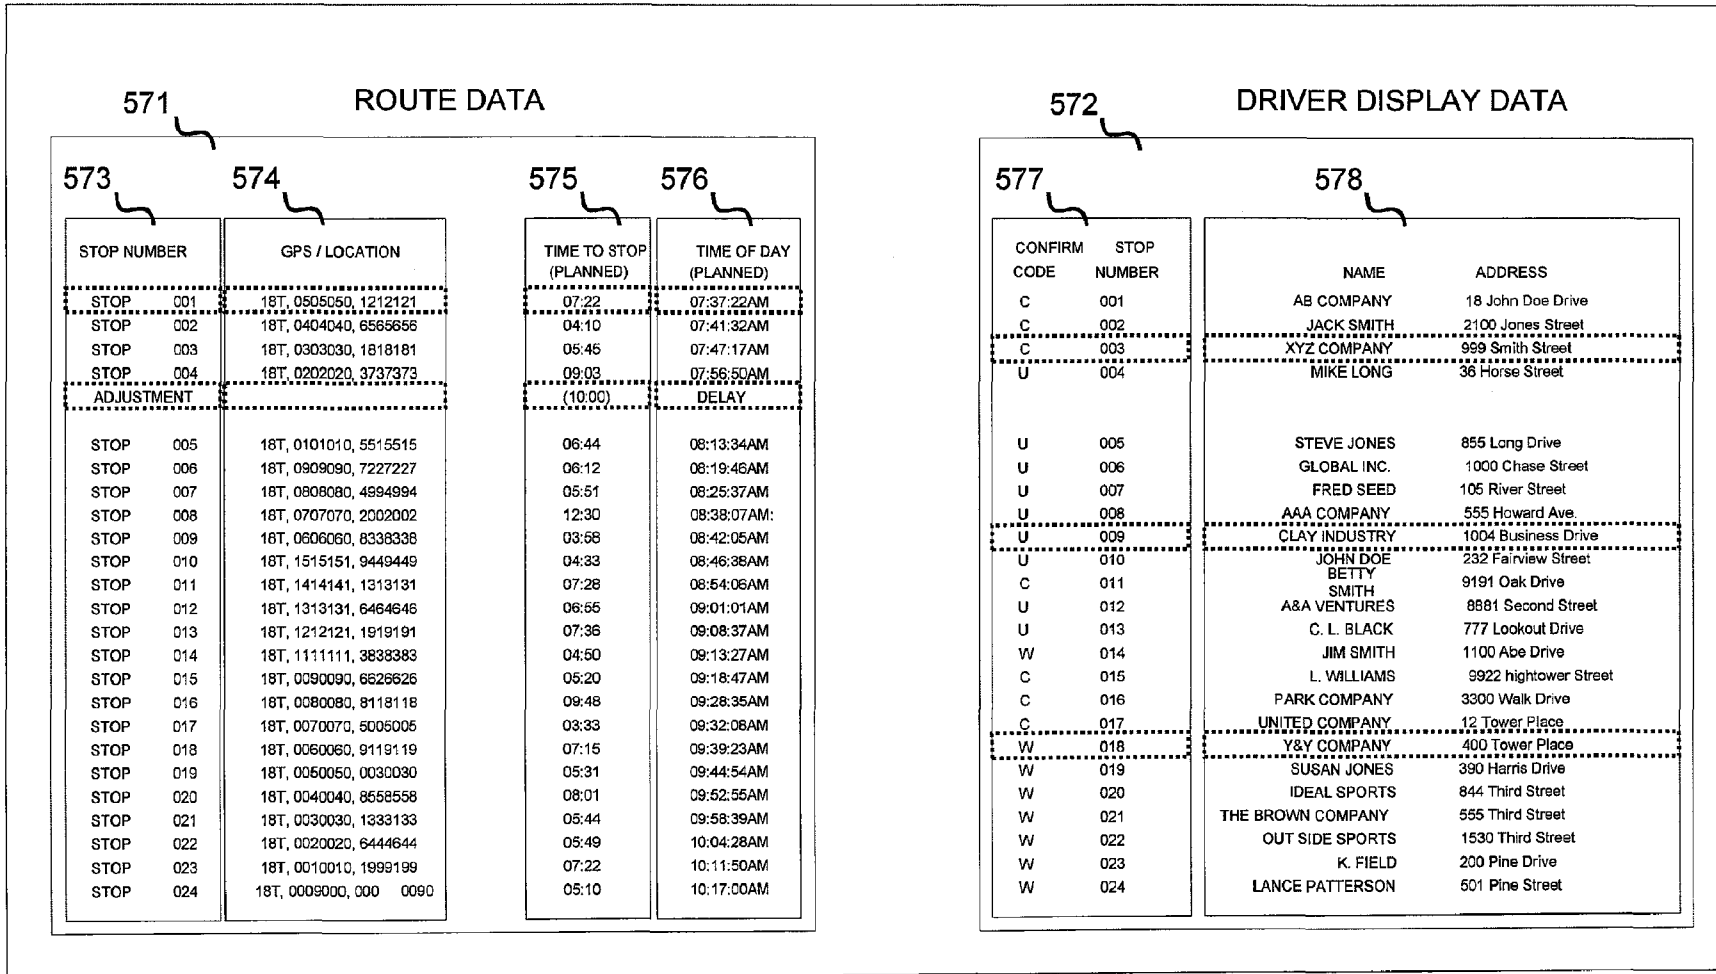 571 ROUTE DATA
573 574 575 576
STOP NUMBER GPS / LOCATION TIME TO STOP TIME OF DAY
(PLANNED) (PLANNED)
STOP 001 18T, 0505050, 1212121 07:22 07:37:22AM
STOP 002 18T, 0404040, 6565656 04:10 07:41:32AM
STOP 003 18T, 0303030, 1818181 05:45 07:47:17AM
STOP 004 18T, 0202020, 3737373 09:03 07:56:50AM
ADJUSTMENT (10:00) DELAY
STOP 005 18T, 0101010, 5515515 06:44 08:13:34AM
STOP 006 18T, 0909090, 7227227 06:12 08:19:46AM
STOP 007 18T, 0808080, 4994994 05:51 08:25:37AM
STOP 008 18T, 0707070, 2002002 12:30 08:38:07AM:
STOP 009 18T, 0606060, 8338338 03:58 08:42:05AM
STOP 010 18T, 1515151, 9449449 04:33 08:46:38AM
STOP 011 18T, 1414141, 1313131 07:28 08:54:06AM
STOP 012 18T, 1313131, 6464646 06:55 09:01:01AM
STOP 013 18T, 1212121, 1919191 07:36 09:08:37AM
STOP 014 18T, 1111111, 3838383 04:50 09:13:27AM
STOP 015 18T, 0090090, 6626626 05:20 09:18:47AM
STOP 016 18T, 0080080, 8118118 09:48 09:28:35AM
STOP 017 18T, 0070070, 5005005 03:33 09:32:08AM
STOP 018 18T, 0060060, 9119119 07:15 09:39:23AM
STOP 019 18T, 0050050, 0030030 05:31 09:44:54AM
STOP 020 18T, 0040040, 8558558 08:01 09:52:55AM
STOP 021 18T, 0030030, 1333133 05:44 09:58:39AM
STOP 022 18T, 0020020, 6444644 05:49 10:04:28AM
STOP 023 18T, 0010010, 1999199 07:22 10:11:50AM
STOP 024 18T, 0009000, 000 0090 05:10 10:17:00AM
572 DRIVER DISPLAY DATA
577 578
CONFIRM STOP
CODE NUMBER NAME ADDRESS
C 001 AB COMPANY 18 John Doe Drive
C 002 JACK SMITH 2100 Jones Street
C 003 XYZ COMPANY 999 Smith Street
U 004 MIKE LONG 36 Horse Street
U 005 STEVE JONES 855 Long Drive
U 006 GLOBAL INC. 1000 Chase Street
U 007 FRED SEED 105 River Street
U 008 AAA COMPANY 555 Howard Ave.
U 009 CLAY INDUSTRY 1004 Business Drive
U 010 JOHN DOE 232 Fairview Street
BETTY
C 011 SMITH 9191 Oak Drive
U 012 A&A VENTURES 8881 Second Street
U 013 C. L. BLACK 777 Lookout Drive
W 014 JIM SMITH 1100 Abe Drive
C 015 L. WILLIAMS 9922 hightower Street
C 016 PARK COMPANY 3300 Walk Drive
C 017 UNITED COMPANY 12 Tower Place
W 018 Y&Y COMPANY 400 Tower Place
W 019 SUSAN JONES 390 Harris Drive
W 020 IDEAL SPORTS 844 Third Street
W 021 THE BROWN COMPANY 555 Third Street
W 022 OUT SIDE SPORTS 1530 Third Street
W 023 K. FIELD 200 Pine Drive
W 024 LANCE PATTERSON 501 Pine Street